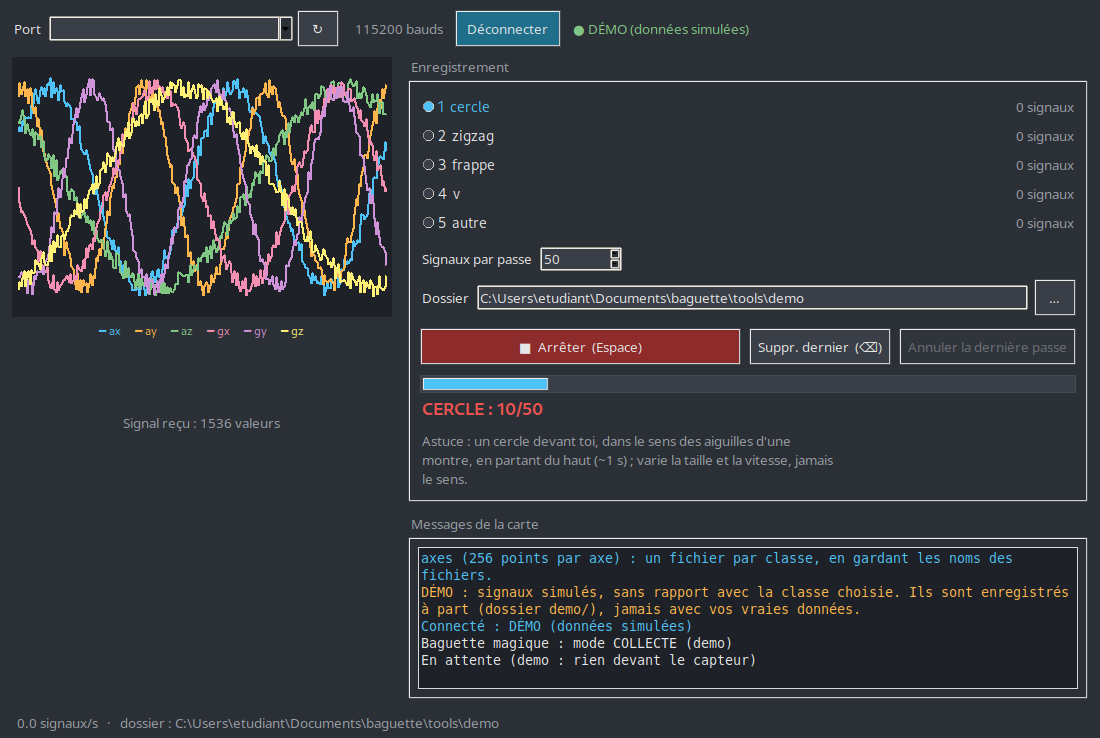 Port ↻ 115200 bauds Déconnecter ● DÉMO (données simulées)
Enregistrement
1 cercle 0 signaux
2 zigzag 0 signaux
3 frappe 0 signaux
4 v 0 signaux
5 autre 0 signaux
Signaux par passe 50
Dossier C:\Users\etudiant\Documents\baguette\tools\demo ...
■ Arrêter (Espace) Suppr. dernier (⌫) Annuler la dernière passe
CERCLE : 10/50
Astuce : un cercle devant toi, dans le sens des aiguilles d'une
montre, en partant du haut (~1 s) ; varie la taille et la vitesse, jamais
le sens.
ax ay az gx gy gz
Signal reçu : 1536 valeurs
Messages de la carte
axes (256 points par axe) : un fichier par classe, en gardant les noms des
fichiers.
DÉMO : signaux simulés, sans rapport avec la classe choisie. Ils sont enregistrés
à part (dossier demo/), jamais avec vos vraies données.
Connecté : DÉMO (données simulées)
Baguette magique : mode COLLECTE (demo)
En attente (demo : rien devant le capteur)
0.0 signaux/s · dossier : C:\Users\etudiant\Documents\baguette\tools\demo